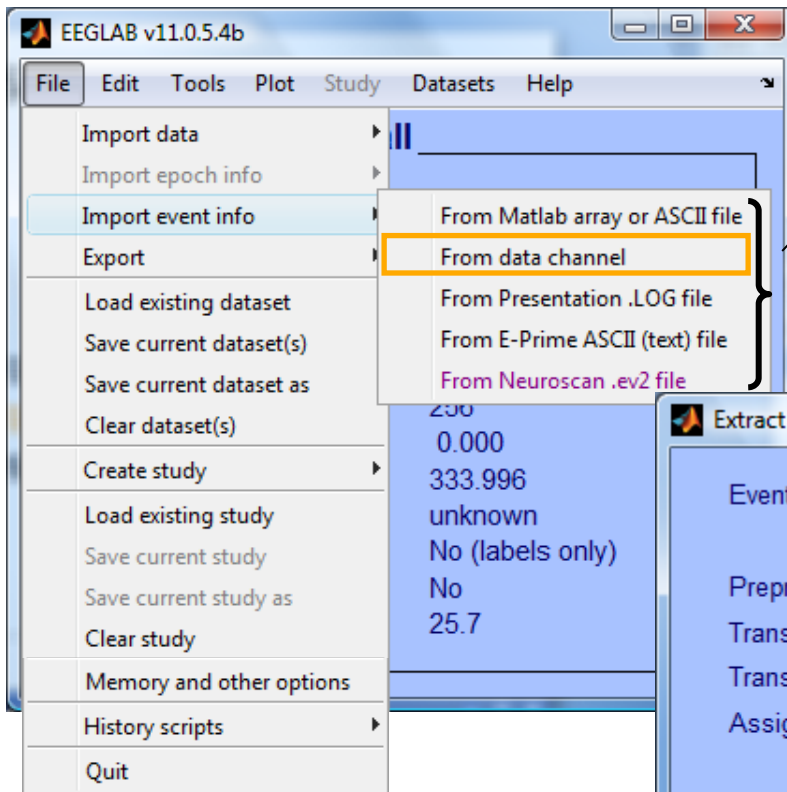 EEGLAB v11.0.5.4b
File Edit Tools Plot Study Datasets Help
Import data
Import epoch info
Import event info
Export
Load existing dataset
Save current dataset(s)
Save current dataset as
Clear dataset(s)
Create study
Load existing study
Save current study
Save current study as
Clear study
Memory and other options
History scripts
Quit
From Matlab array or ASCII file
From data channel
From Presentation .LOG file
From E-Prime ASCII (text) file
From Neuroscan .ev2 file
256
0.000
333.996
unknown
No (labels only)
No
25.7
Extract
Event